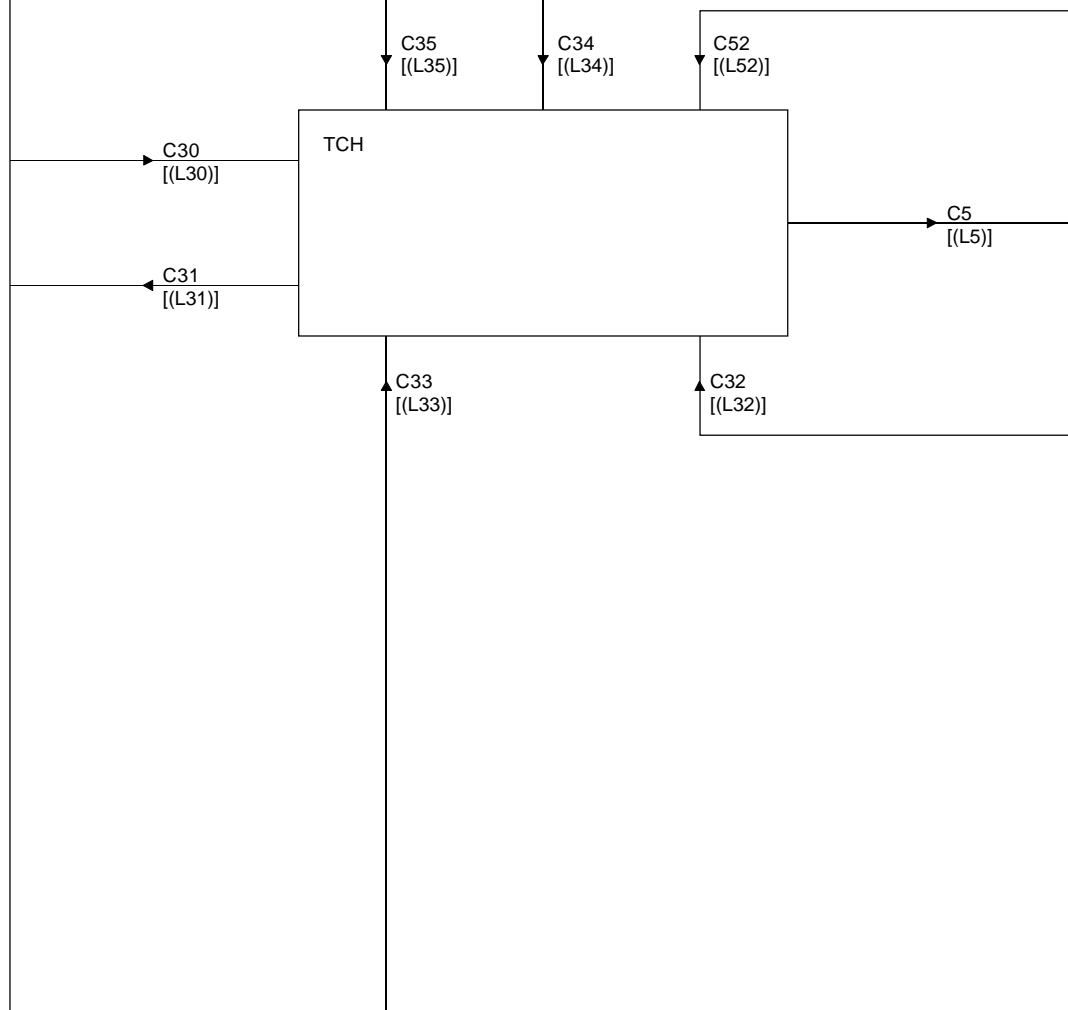 C35
[(L35)]
C34
[(L34)]
C52
[(L52)]
TCH
C30
[(L30)]
C5
[(L5)]
C31
[(L31)]
C33
[(L33)]
C32
[(L32)]